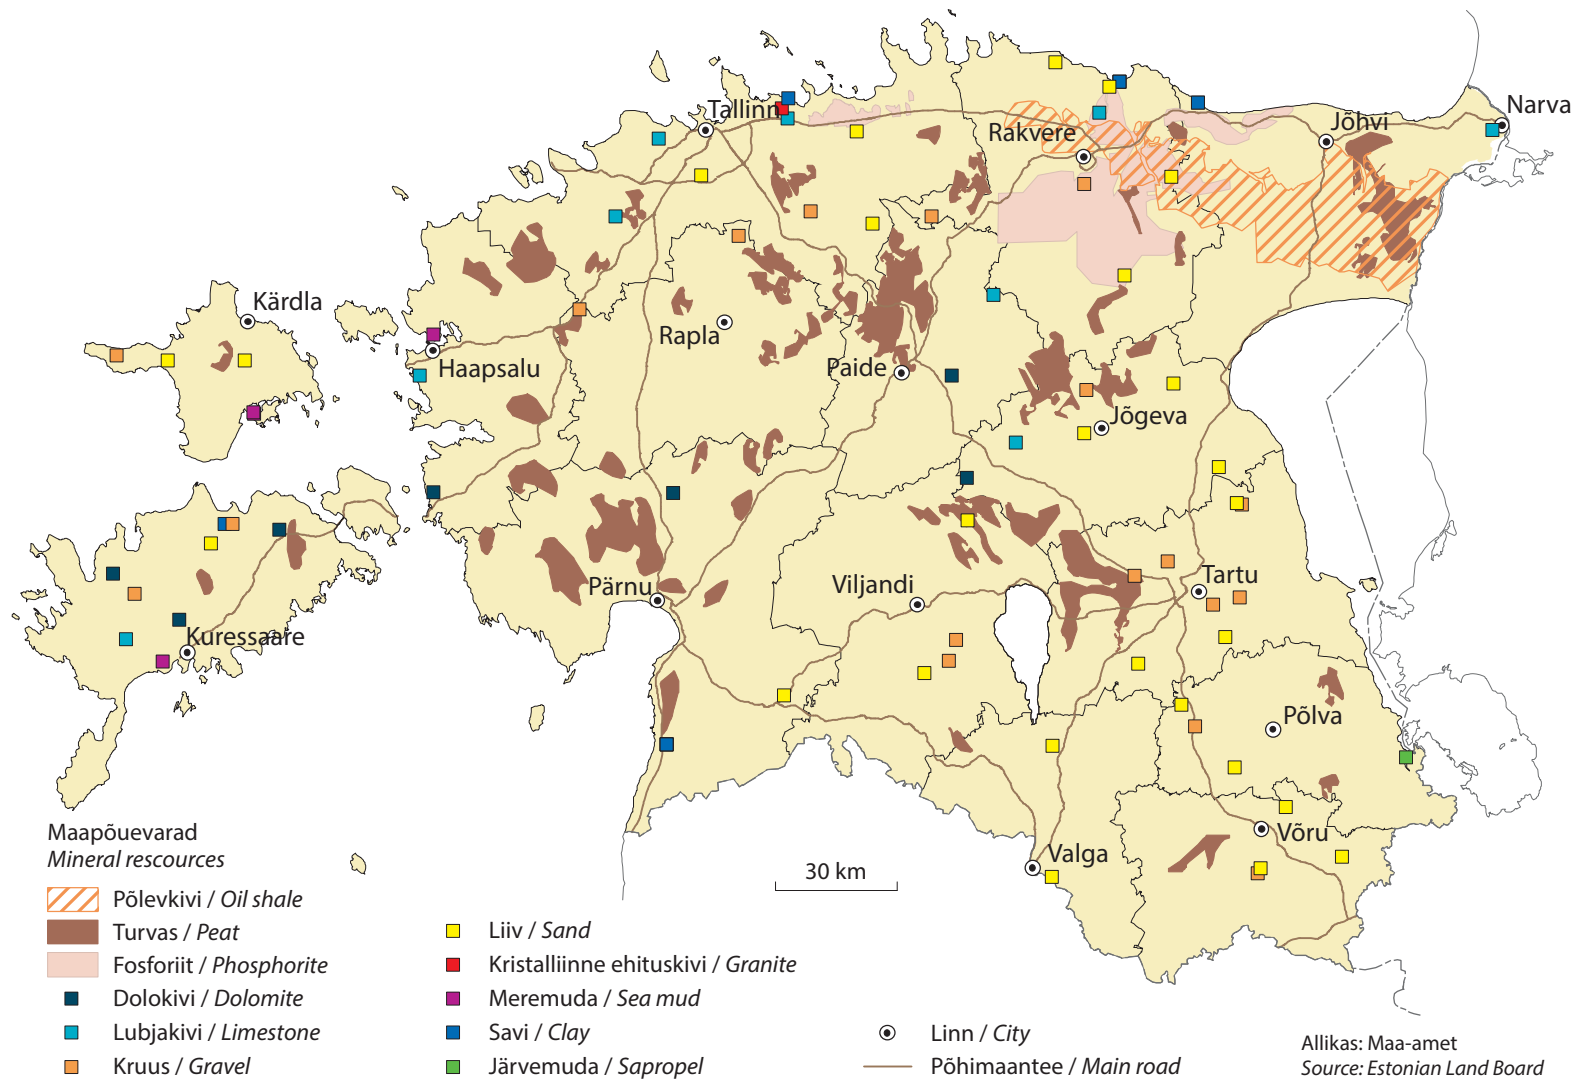 Tallinn
Narva
Jõhvi
Rakvere
Kärdla
Rapla
Haapsalu
Paide
Jõgeva
Tartu
Viljandi
Pärnu
Kuressaare
Põlva
Võru
Valga
30 km
Maapõuevarad
Mineral rescources
Põlevkivi / Oil shale
Turvas / Peat
Fosforiit / Phosphorite
Dolokivi / Dolomite
Lubjakivi / Limestone
Kruus / Gravel
Liiv / Sand
Kristalliinne ehituskivi / Granite
Meremuda / Sea mud
Savi / Clay
Järvemuda / Sapropel
Linn / City
Põhimaantee / Main road
Allikas: Maa-amet
Source: Estonian Land Board